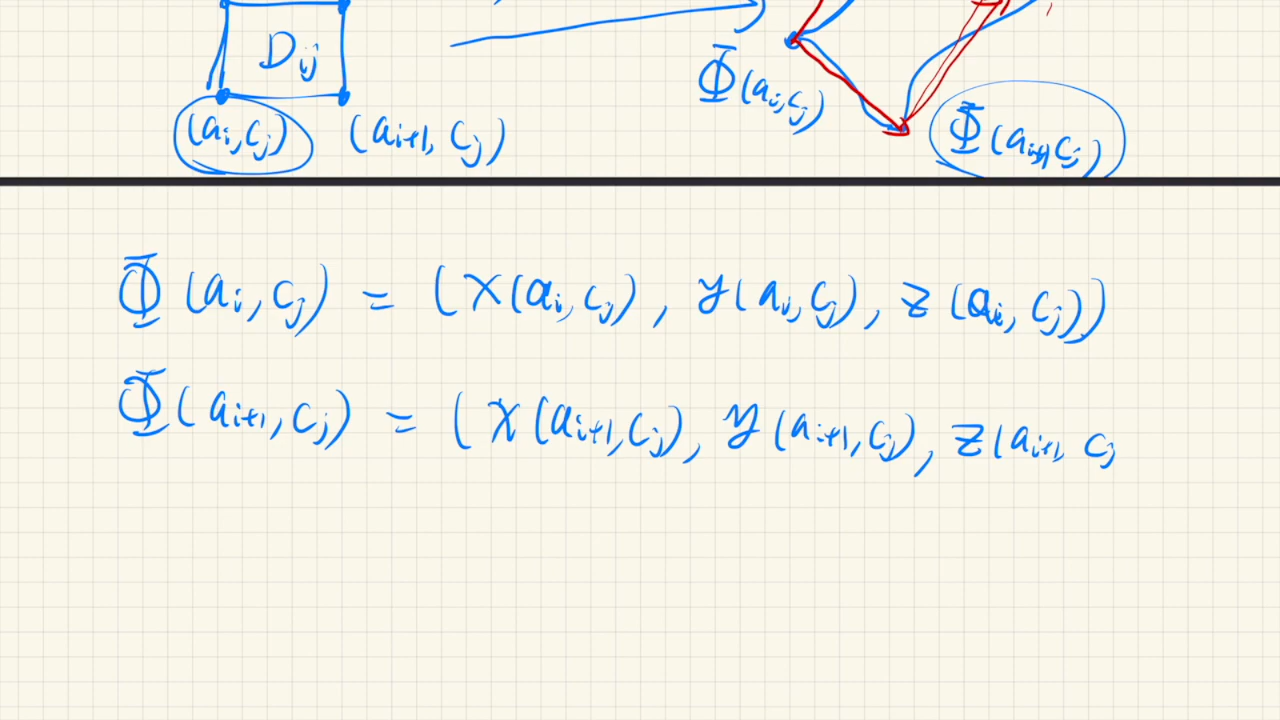 D_ij
Φ(a_i, c_j)
(a_i, c_j) (a_{i+1}, c_j) Φ(a_{i+1}, c_j)
Φ(a_i, c_j) = (x(a_i, c_j), y(a_i, c_j), z(a_i, c_j))
Φ(a_{i+1}, c_j) = (x(a_{i+1}, c_j), y(a_{i+1}, c_j), z(a_{i+1}, c_j